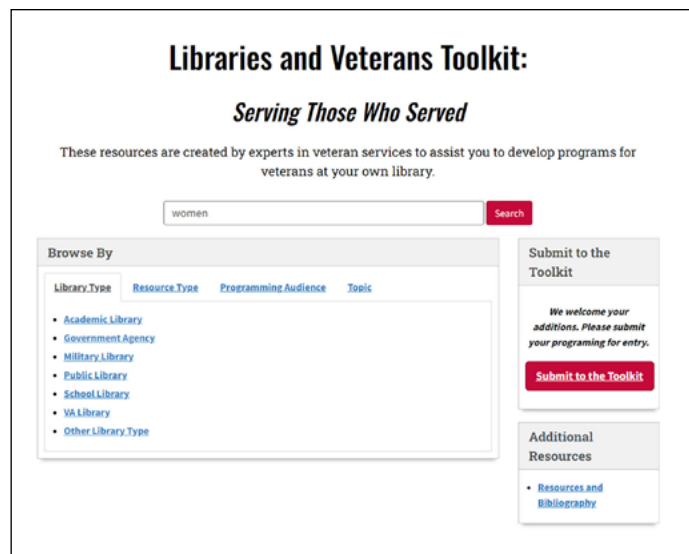 Libraries and Veterans Toolkit:
Serving Those Who Served
These resources are created by experts in veteran services to assist you to develop programs for
veterans at your own library.
women
Search
Browse By
Library Type Resource Type Programming Audience Topic
Academic Library
Government Agency
Military Library
Public Library
School Library
VA Library
Other Library Type
Submit to the
Toolkit
We welcome your
additions. Please submit
your programing for entry.
Submit to the Toolkit
Additional
Resources
Resources and
Bibliography